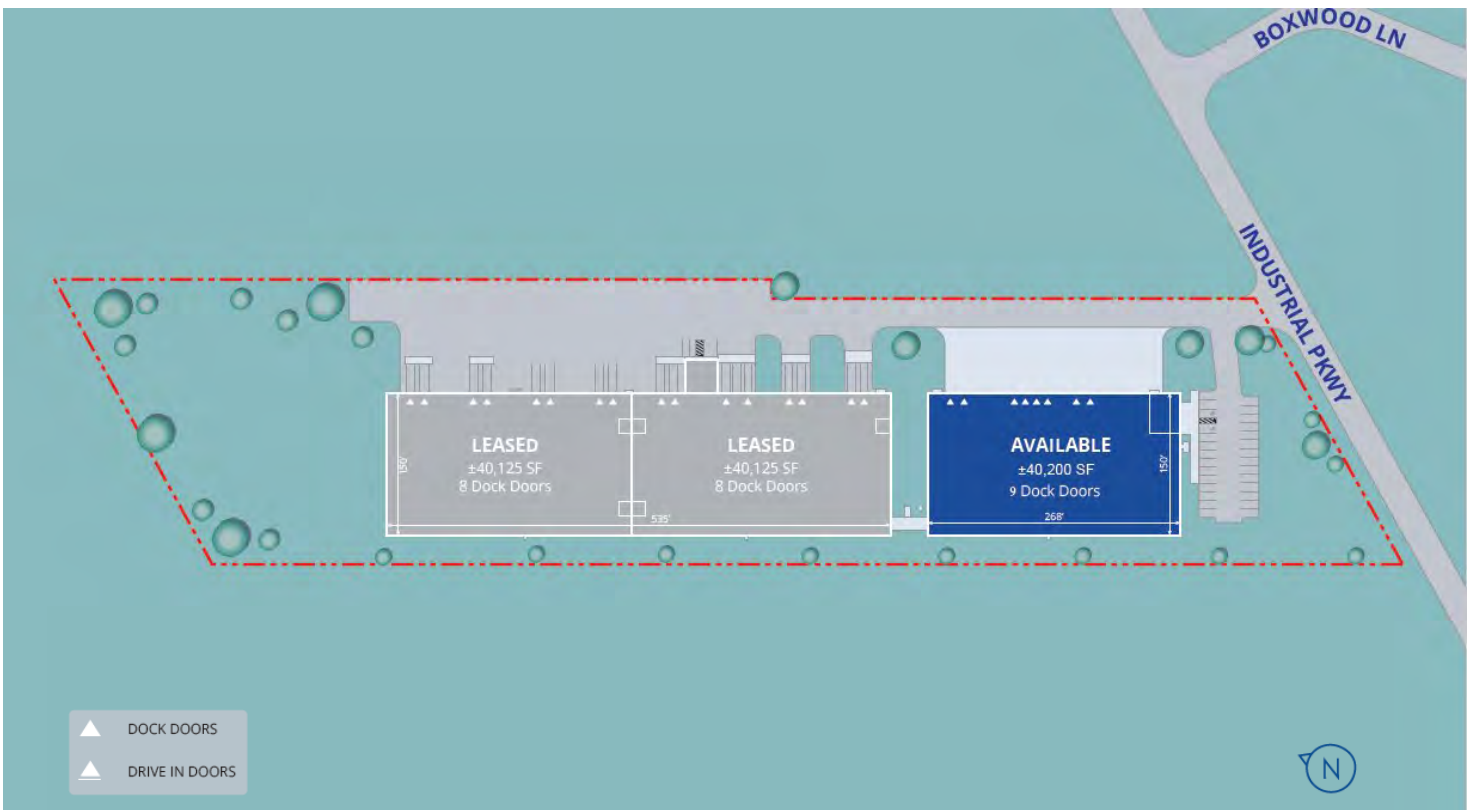 BOXWOOD LN
INDUSTRIAL PKWY
LEASED
±40,125 SF
8 Dock Doors
150'
535'
LEASED
±40,125 SF
8 Dock Doors
AVAILABLE
±40,200 SF
9 Dock Doors
150'
268'
DOCK DOORS
DRIVE IN DOORS
N